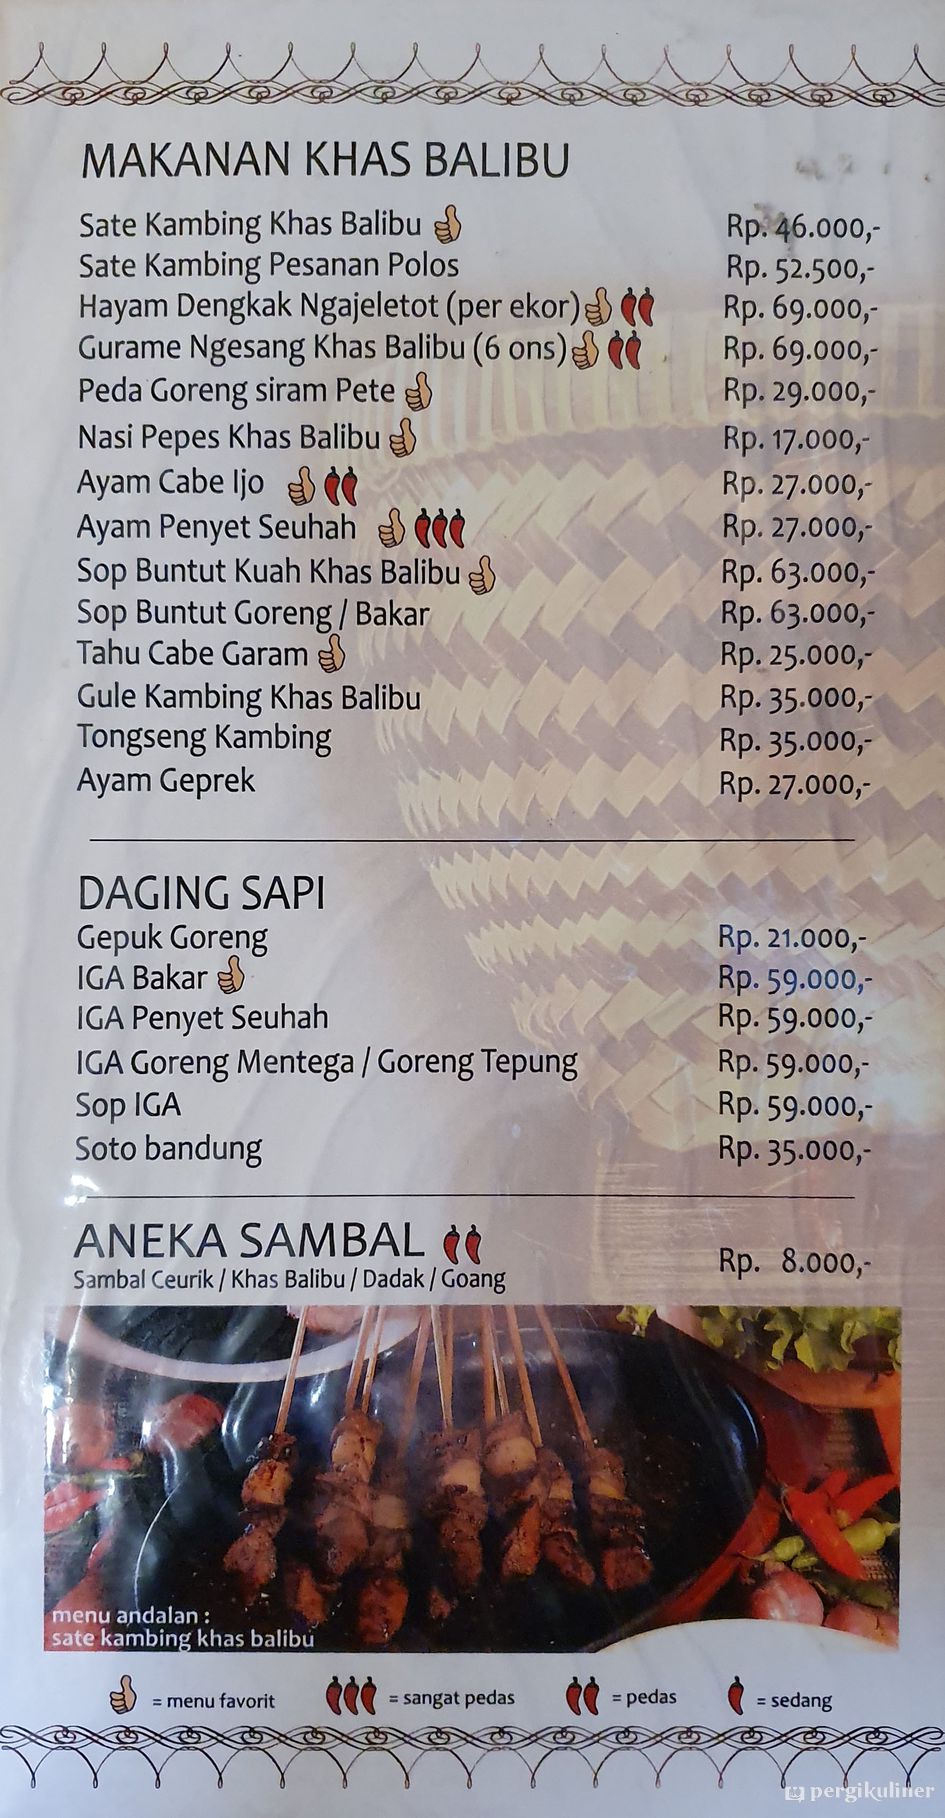 MAKANAN KHAS BALIBU
Sate Kambing Khas Balibu Rp. 46.000,-
Sate Kambing Pesanan Polos Rp. 52.500,-
Hayam Dengkak Ngajeletot (per ekor) Rp. 69.000,-
Gurame Ngesang Khas Balibu (6 ons) Rp. 69.000,-
Peda Goreng siram Pete Rp. 29.000,-
Nasi Pepes Khas Balibu Rp. 17.000,-
Ayam Cabe Ijo Rp. 27.000,-
Ayam Penyet Seuhah Rp. 27.000,-
Sop Buntut Kuah Khas Balibu Rp. 63.000,-
Sop Buntut Goreng / Bakar Rp. 63.000,-
Tahu Cabe Garam Rp. 25.000,-
Gule Kambing Khas Balibu Rp. 35.000,-
Tongseng Kambing Rp. 35.000,-
Ayam Geprek Rp. 27.000,-
DAGING SAPI
Gepuk Goreng Rp. 21.000,-
IGA Bakar Rp. 59.000,-
IGA Penyet Seuhah Rp. 59.000,-
IGA Goreng Mentega / Goreng Tepung Rp. 59.000,-
Sop IGA Rp. 59.000,-
Soto bandung Rp. 35.000,-
ANEKA SAMBAL Rp. 8.000,-
Sambal Ceurik / Khas Balibu / Dadak / Goang
menu andalan :
sate kambing khas balibu
= menu favorit = sangat pedas = pedas = sedang
pergikuliner